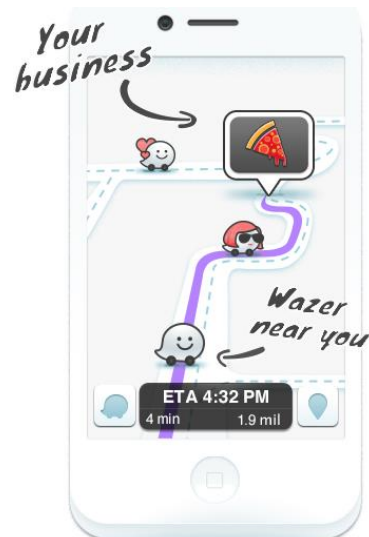 Your
business
Wazer
near you
ETA 4:32 PM
4 min 1.9 mil